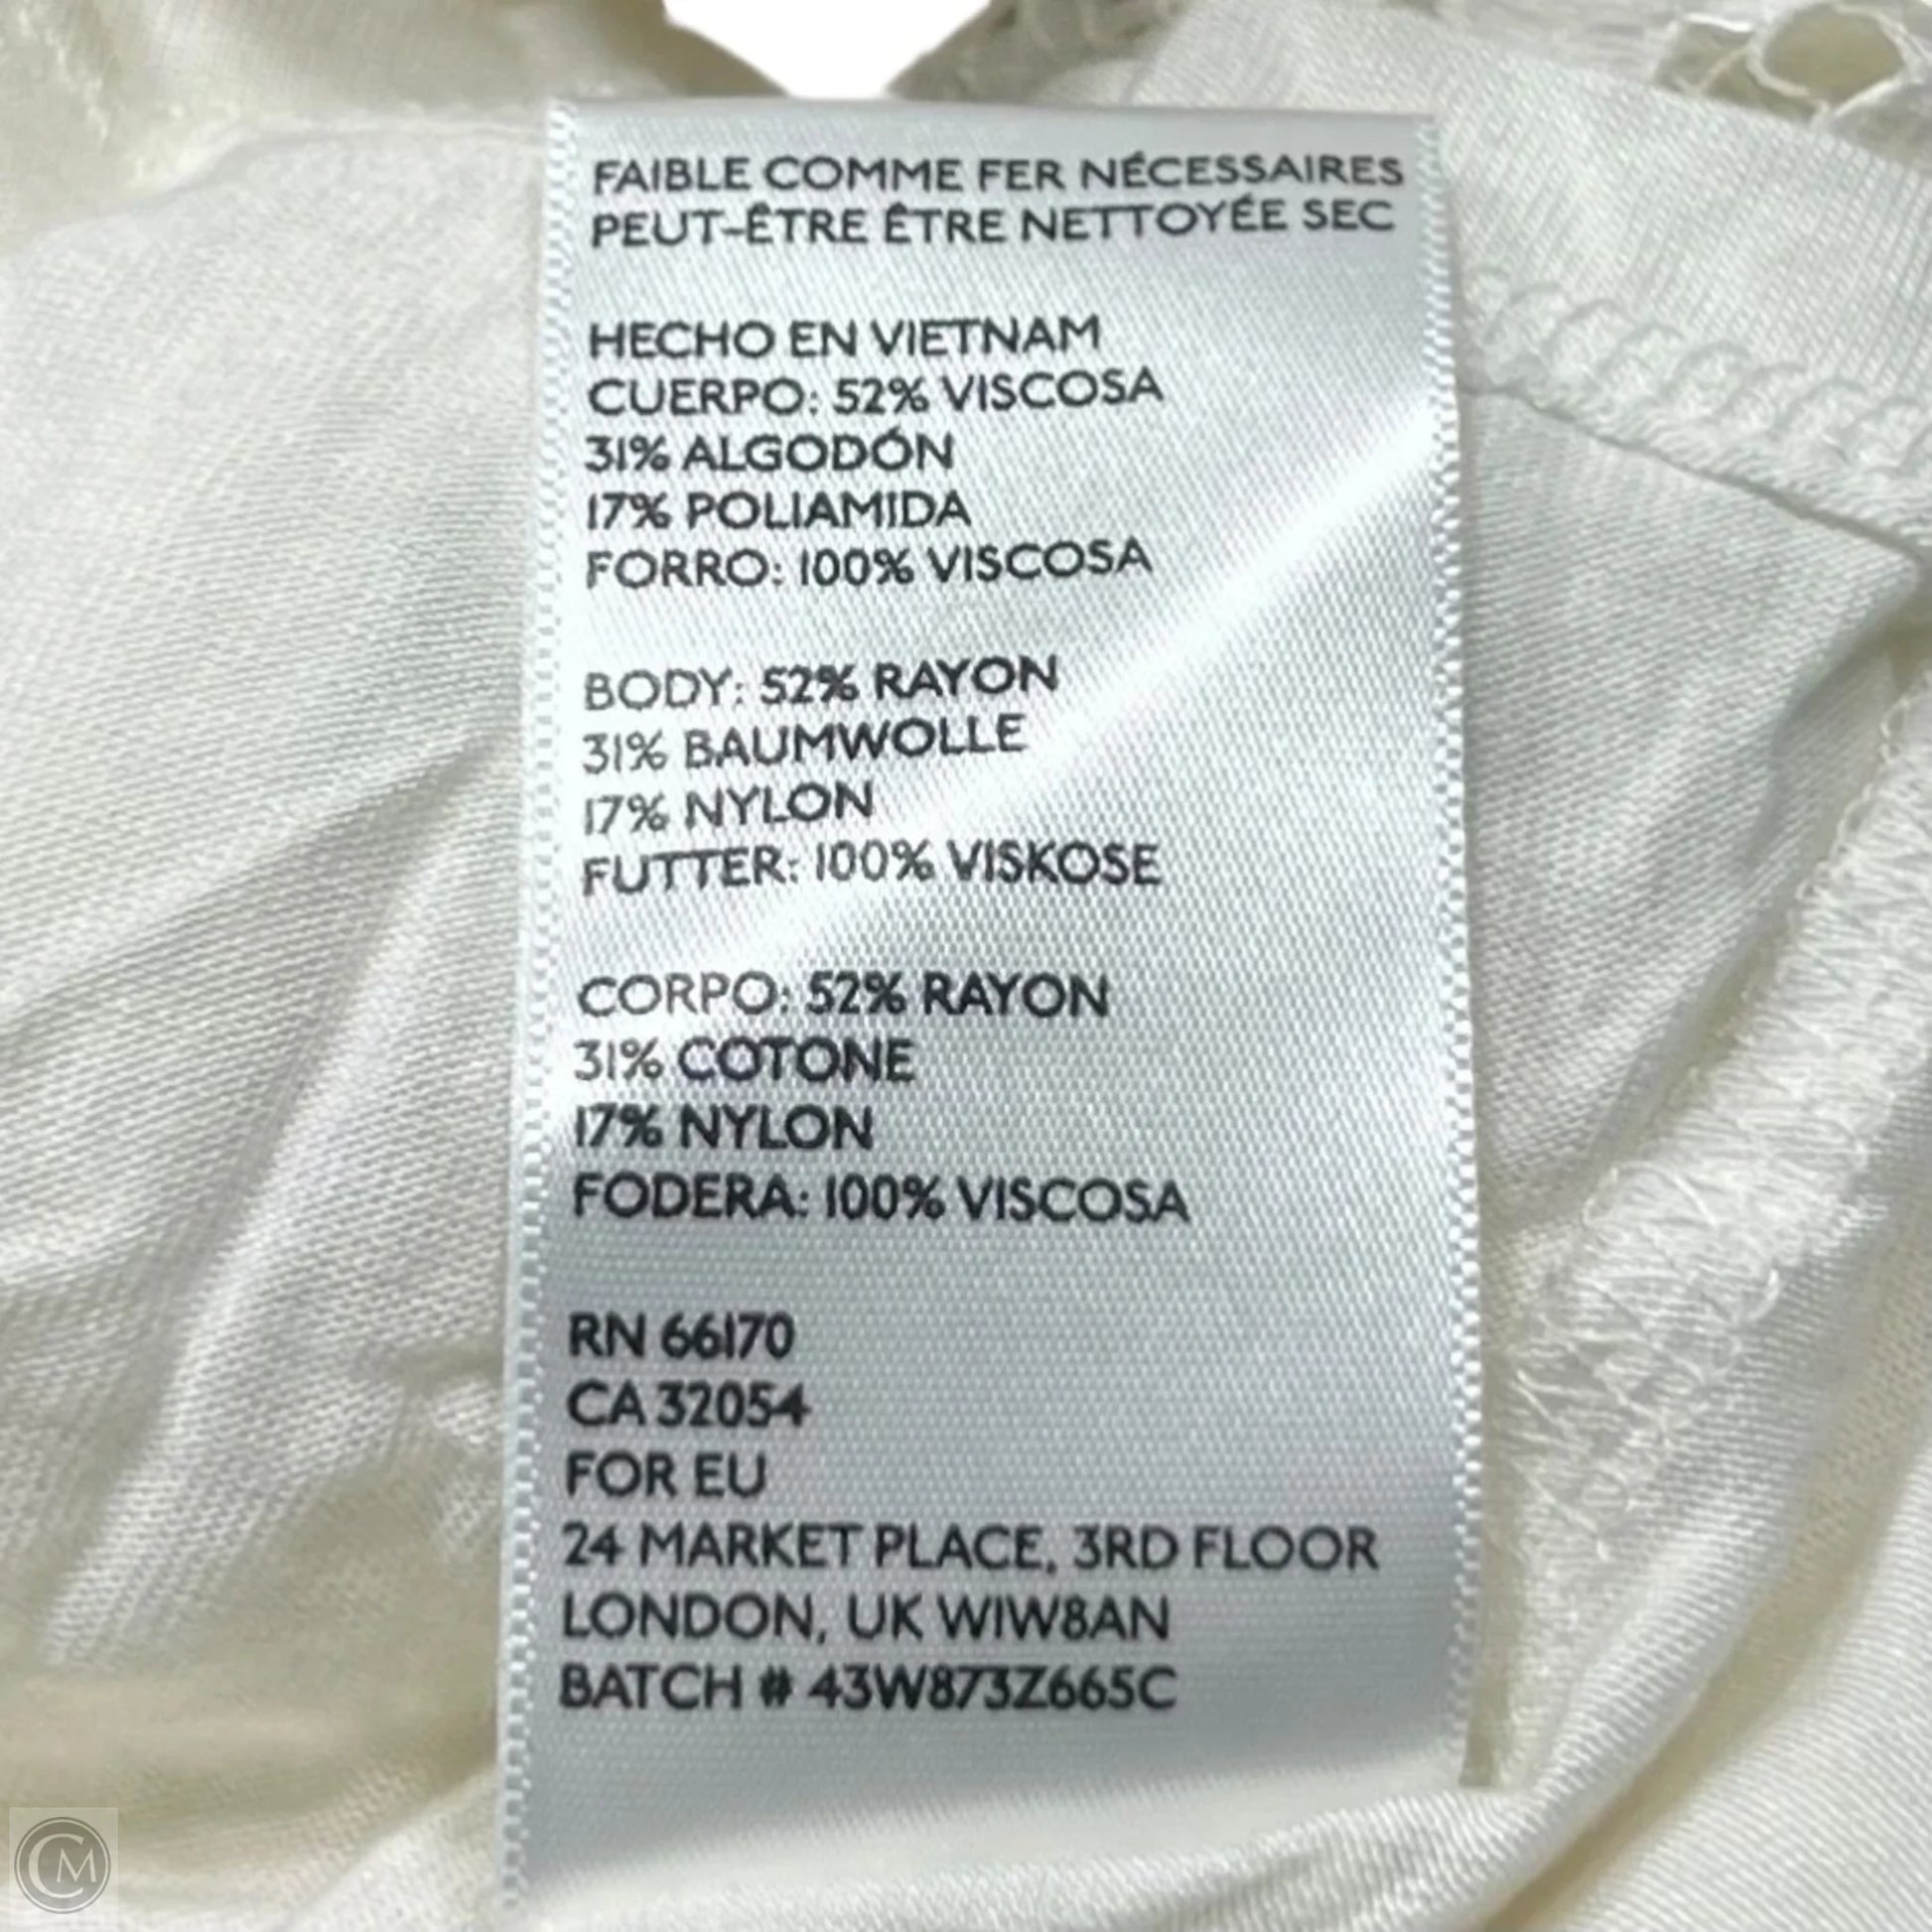 FAIBLE COMME FER NÉCESSAIRES
PEUT-ÊTRE ÊTRE NETTOYÉE SEC
HECHO EN VIETNAM
CUERPO: 52% VISCOSA
31% ALGODÓN
17% POLIAMIDA
FORRO: 100% VISCOSA
BODY: 52% RAYON
31% BAUMWOLLE
17% NYLON
FUTTER: 100% VISKOSE
CORPO: 52% RAYON
31% COTONE
17% NYLON
FODERA: 100% VISCOSA
RN 66170
CA 32054
FOR EU
24 MARKET PLACE, 3RD FLOOR
LONDON, UK W1W8AN
BATCH # 43W873Z665C
CM